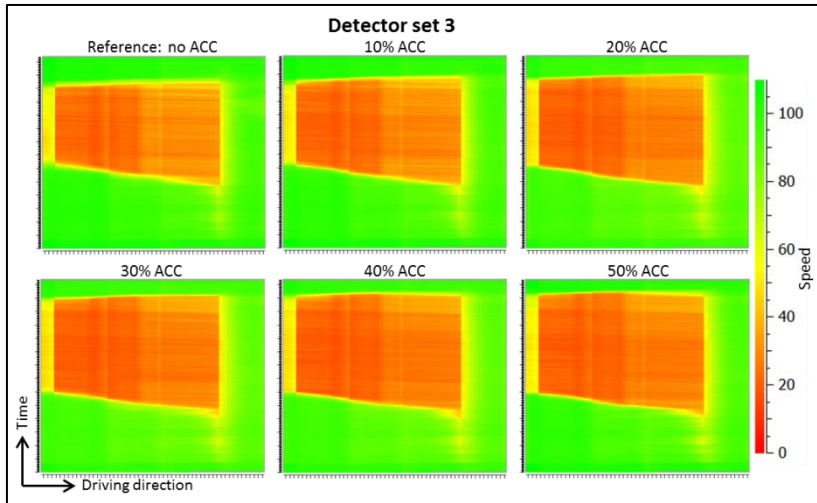 Detector set 3
Reference: no ACC
10% ACC
20% ACC
30% ACC
40% ACC
50% ACC
100
80
60
40
20
0
Speed
Time
Driving direction